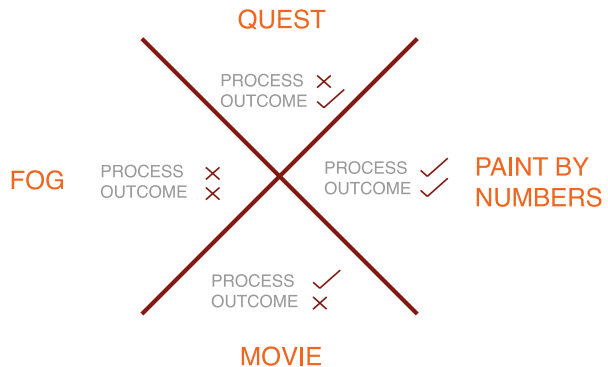 QUEST
PROCESS
OUTCOME
FOG
PROCESS
OUTCOME
PROCESS
OUTCOME
PAINT BY
NUMBERS
PROCESS
OUTCOME
MOVIE